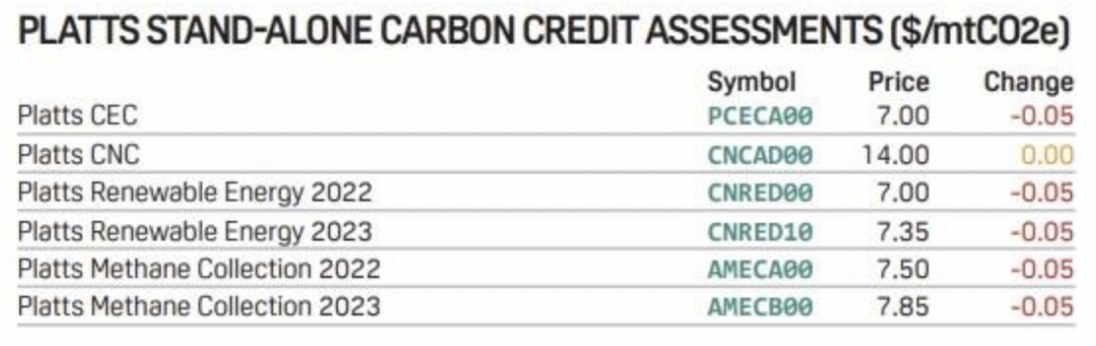 PLATTS STAND-ALONE CARBON CREDIT ASSESSMENTS ($/mtCO2e)
Symbol Price Change
Platts CEC PCECA00 7.00 -0.05
Platts CNC CNCAD00 14.00 0.00
Platts Renewable Energy 2022 CNRED00 7.00 -0.05
Platts Renewable Energy 2023 CNRED10 7.35 -0.05
Platts Methane Collection 2022 AMECA00 7.50 -0.05
Platts Methane Collection 2023 AMECB00 7.85 -0.05